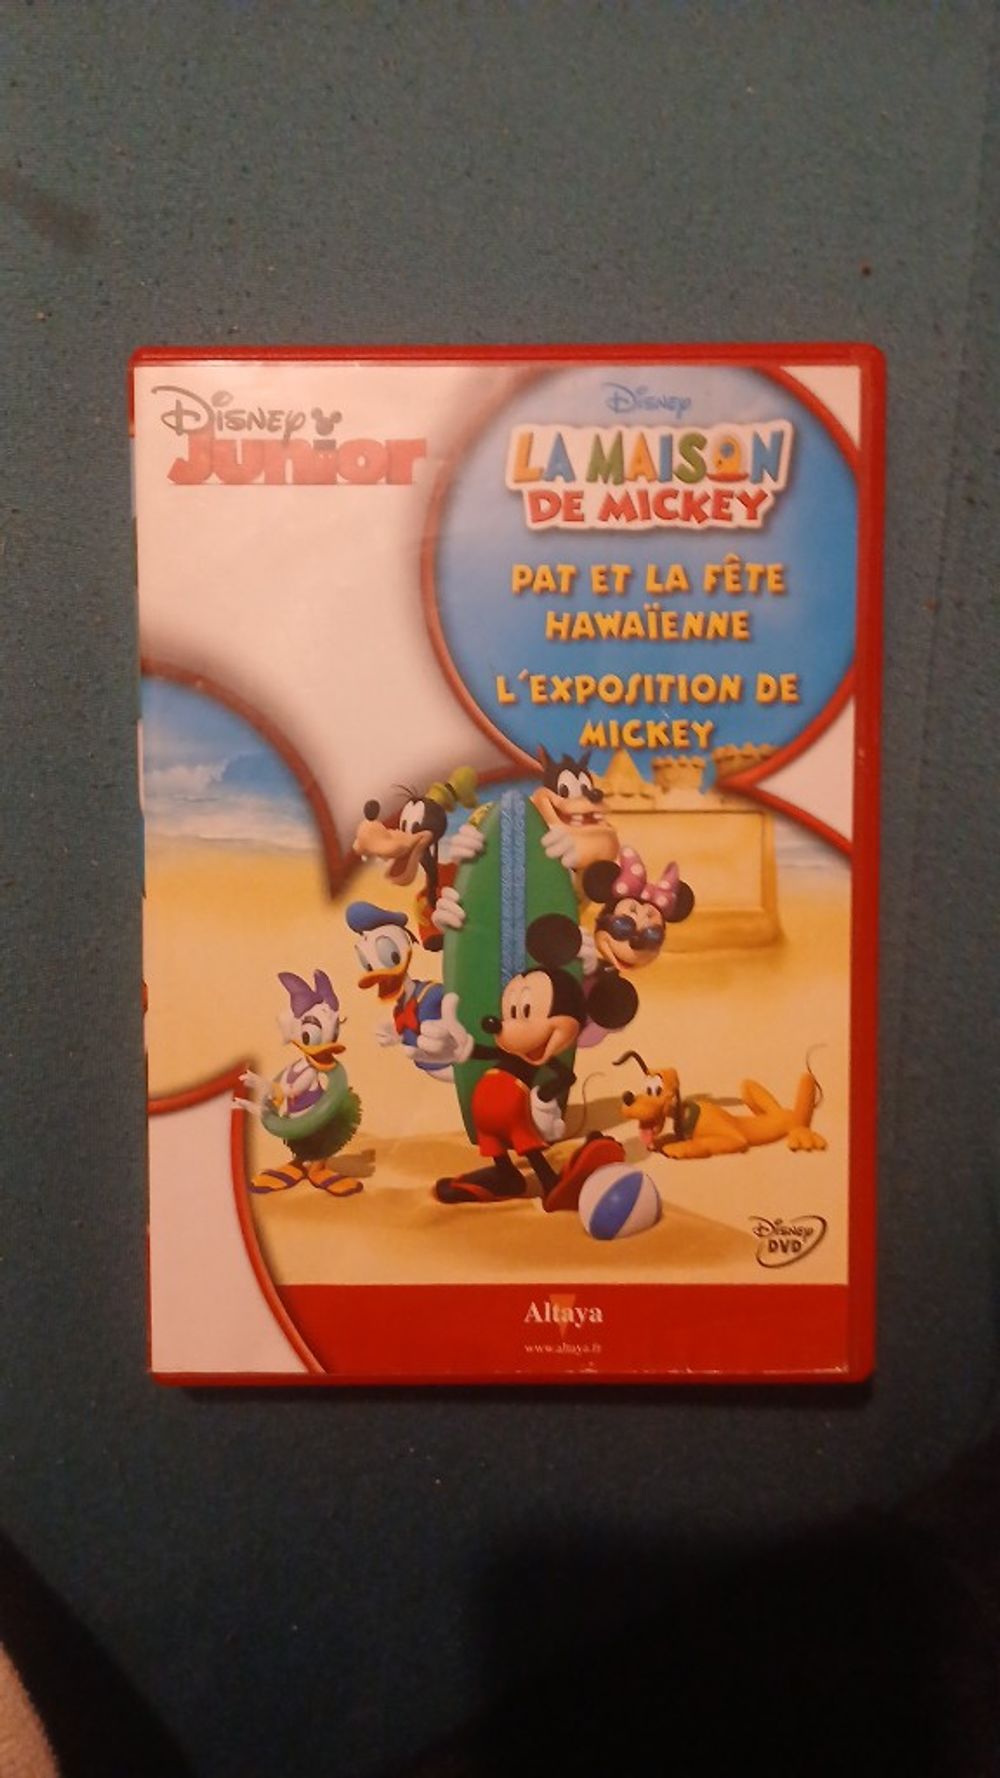 Disney
Junior
Disney
LA MAISON
DE MICKEY
PAT ET LA FÊTE
HAWAÏENNE
L'EXPOSITION DE
MICKEY
Disney
DVD
Altaya
www.altaya.fr